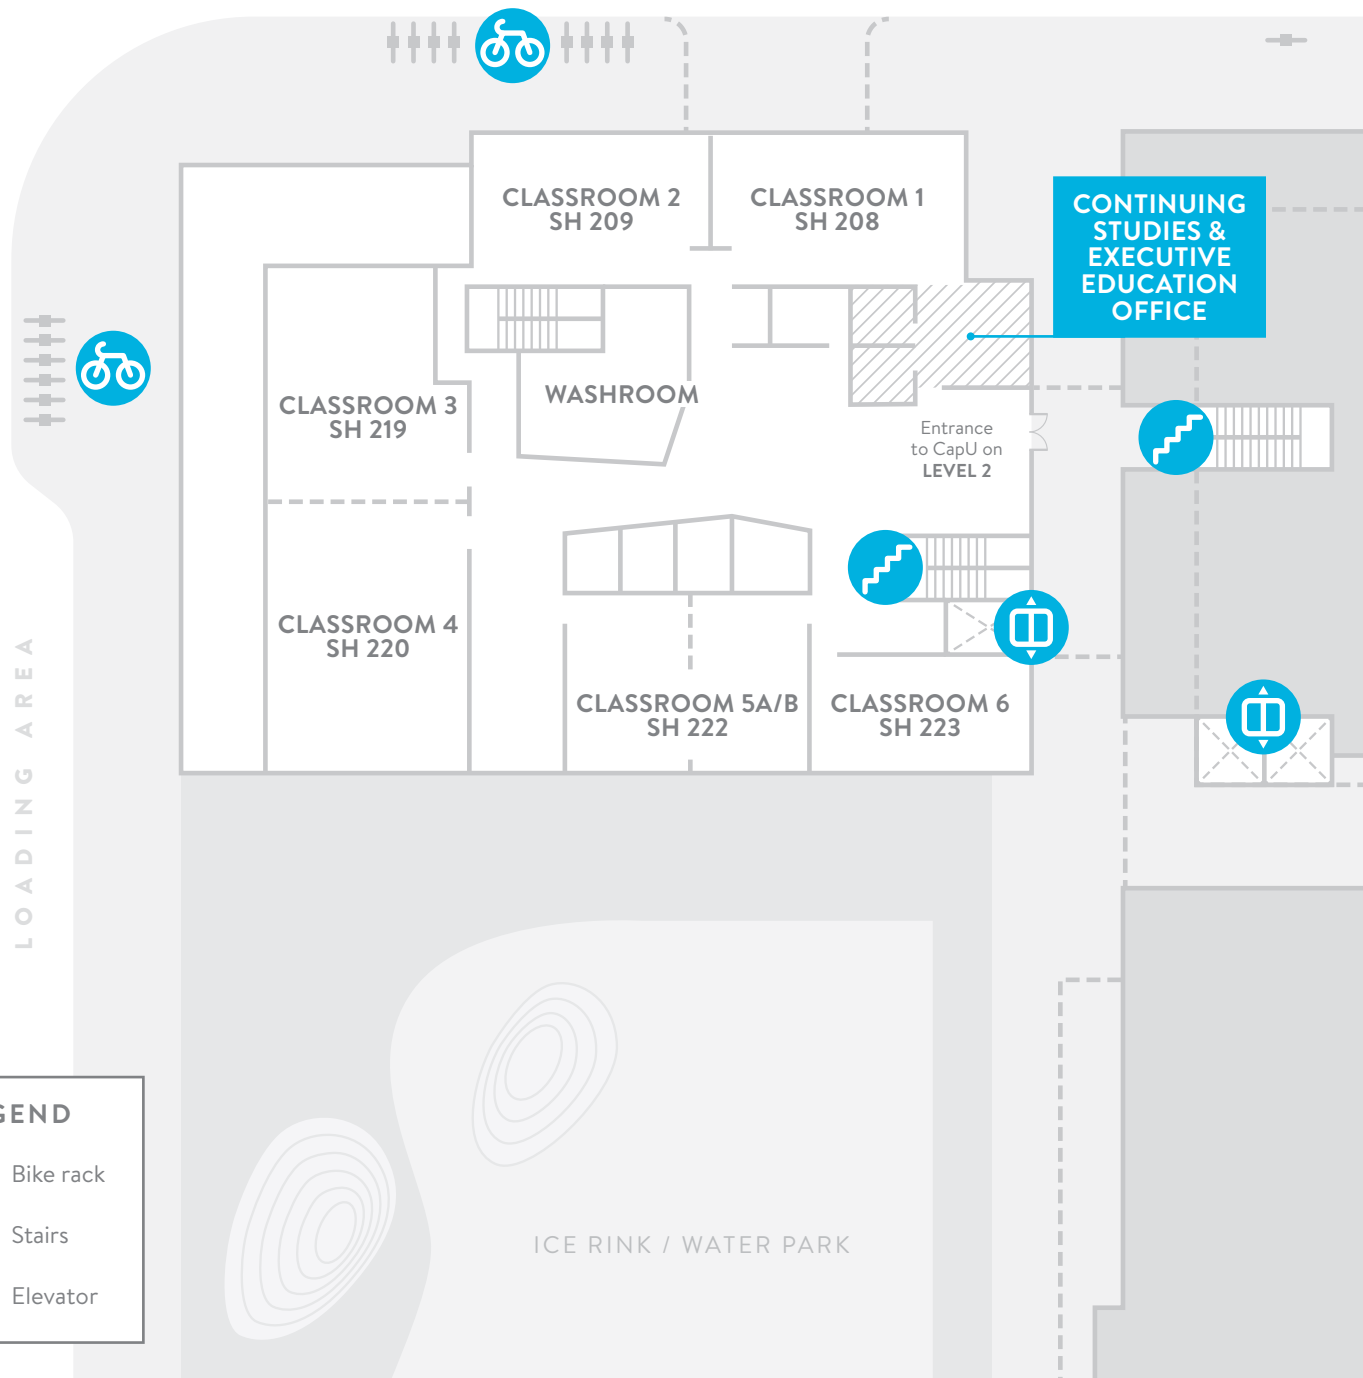 CLASSROOM 2
SH 209
CLASSROOM 1
SH 208
CONTINUING
STUDIES &
EXECUTIVE
EDUCATION
OFFICE
WASHROOM
CLASSROOM 3
SH 219
Entrance
to CapU on
LEVEL 2
CLASSROOM 4
SH 220
CLASSROOM 5A/B
SH 222
CLASSROOM 6
SH 223
LOADING AREA
GEND
Bike rack
Stairs
Elevator
ICE RINK / WATER PARK